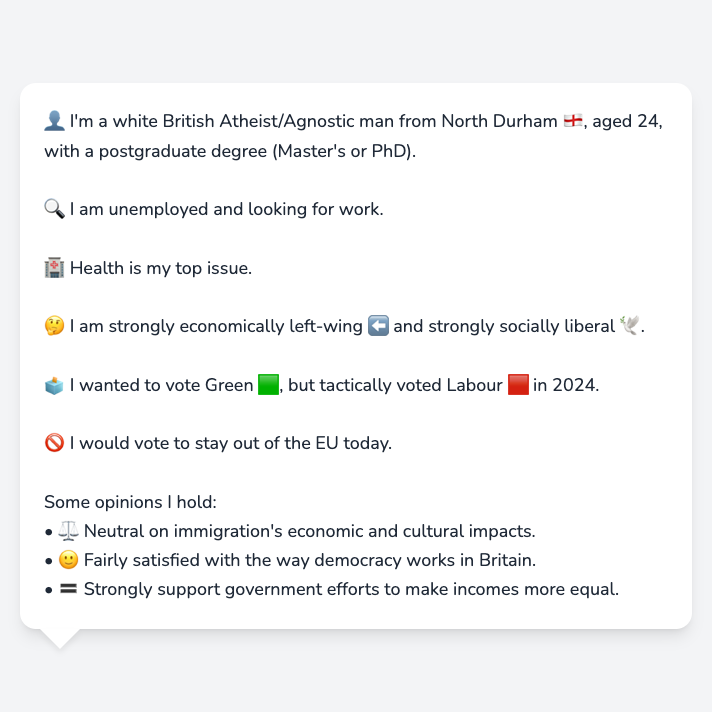 👤 I'm a white British Atheist/Agnostic man from North Durham 🏴󠁧󠁢󠁥󠁮󠁧󠁿, aged 24,
with a postgraduate degree (Master's or PhD).
🔍 I am unemployed and looking for work.
🏥 Health is my top issue.
🤔 I am strongly economically left-wing ⬅️ and strongly socially liberal 🕊️.
🗳️ I wanted to vote Green 🟩, but tactically voted Labour 🟥 in 2024.
🚫 I would vote to stay out of the EU today.
Some opinions I hold:
• ⚖️ Neutral on immigration's economic and cultural impacts.
• 🙂 Fairly satisfied with the way democracy works in Britain.
• 🟰 Strongly support government efforts to make incomes more equal.